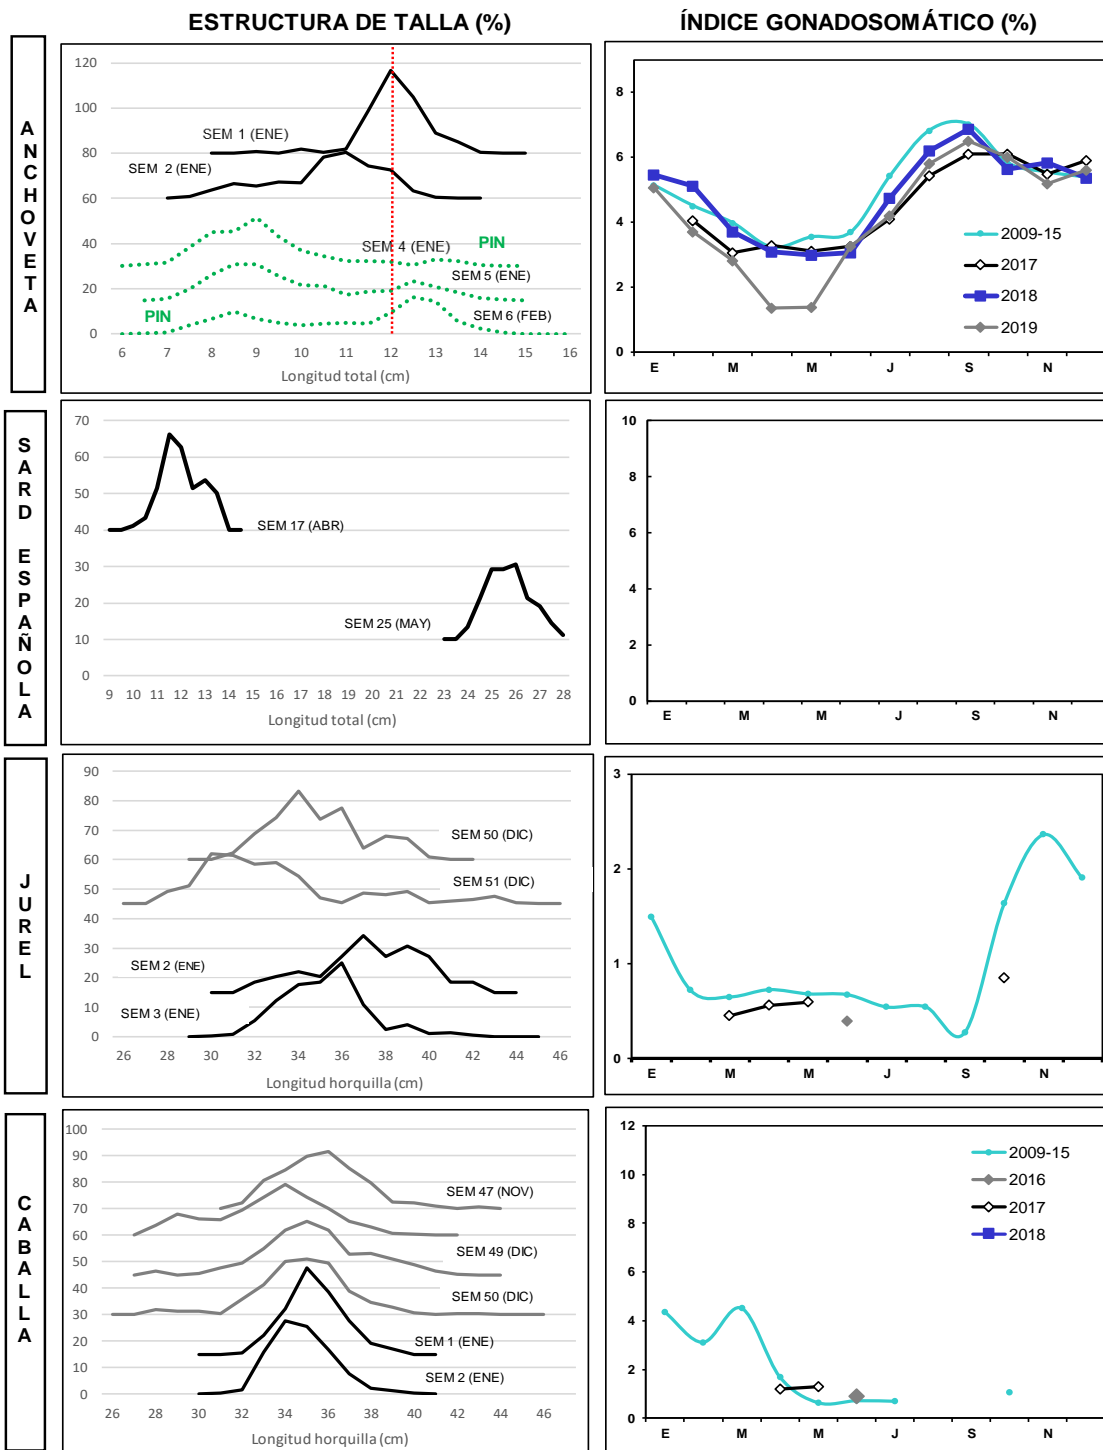 ESTRUCTURA DE TALLA (%)
ÍNDICE GONADOSOMÁTICO (%)
ANCHOVETA
120
100
80
60
40
20
0
SEM 1 (ENE)
SEM 2 (ENE)
SEM 4 (ENE)
PIN
SEM 5 (ENE)
SEM 6 (FEB)
PIN
6 7 8 9 10 11 12 13 14 15 16
Longitud total (cm)
8
6
4
2
0
2009-15
2017
2018
2019
E M M J S N
SARD ESPAÑOLA
70
60
50
40
30
20
10
0
SEM 17 (ABR)
SEM 25 (MAY)
9 10 11 12 13 14 15 16 17 18 19 20 21 22 23 24 25 26 27 28
Longitud total (cm)
10
8
6
4
2
0
E M M J S N
JUREL
90
80
70
60
50
40
30
20
10
0
SEM 50 (DIC)
SEM 51 (DIC)
SEM 2 (ENE)
SEM 3 (ENE)
26 28 30 32 34 36 38 40 42 44 46
Longitud horquilla (cm)
3
2
1
0
E M M J S N
CABALLA
100
90
80
70
60
50
40
30
20
10
0
SEM 47 (NOV)
SEM 49 (DIC)
SEM 50 (DIC)
SEM 1 (ENE)
SEM 2 (ENE)
26 28 30 32 34 36 38 40 42 44 46
Longitud horquilla (cm)
12
10
8
6
4
2
0
2009-15
2016
2017
2018
E M M J S N